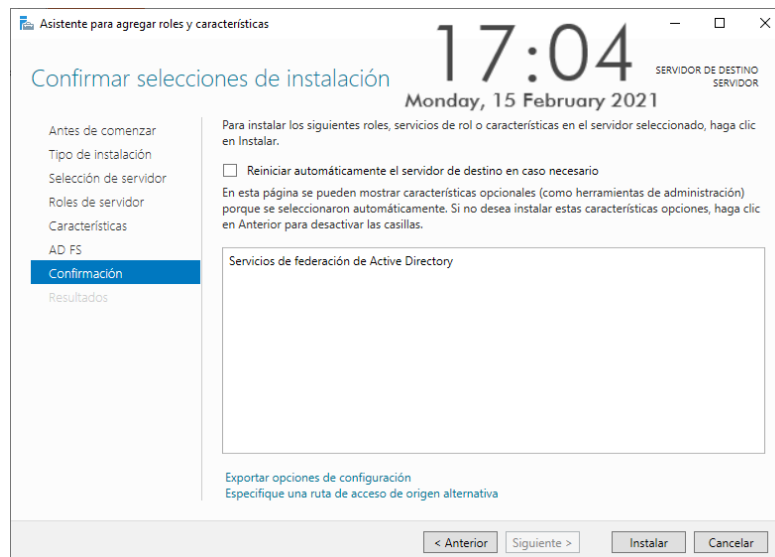 Asistente para agregar roles y características
17:04
Monday, 15 February 2021
Confirmar selecciones de instalación
SERVIDOR DE DESTINO
SERVIDOR
Antes de comenzar
Tipo de instalación
Selección de servidor
Roles de servidor
Características
AD FS
Confirmación
Resultados
Para instalar los siguientes roles, servicios de rol o características en el servidor seleccionado, haga clic
en Instalar.
Reiniciar automáticamente el servidor de destino en caso necesario
En esta página se pueden mostrar características opcionales (como herramientas de administración)
porque se seleccionaron automáticamente. Si no desea instalar estas características opciones, haga clic
en Anterior para desactivar las casillas.
Servicios de federación de Active Directory
Exportar opciones de configuración
Especifique una ruta de acceso de origen alternativa
< Anterior
Siguiente >
Instalar
Cancelar